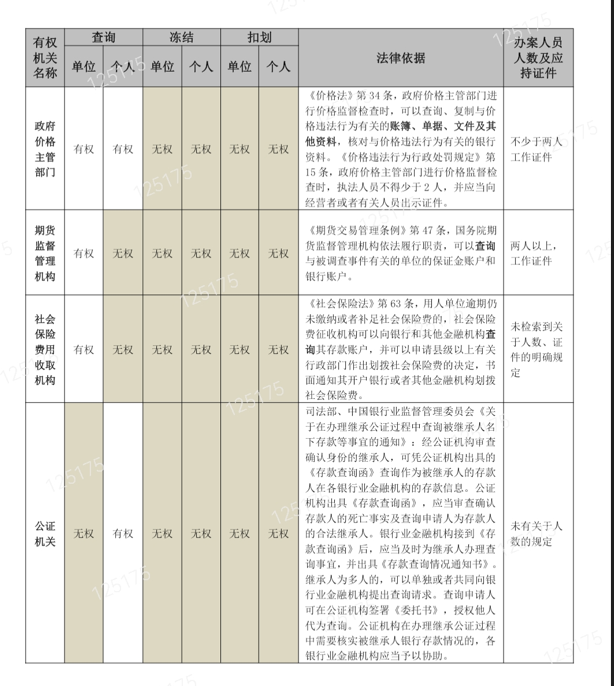 有权
机关
名称
查询
冻结
扣划
法律依据
办案人员
人数及应
持证件
单位
个人
单位
个人
单位
个人
政府
价格
主管
部门
有权
有权
无权
无权
无权
无权
《价格法》第 34 条，政府价格主管部门进
行价格监督检查时，可以查询、复制与价
格违法行为有关的账簿、单据、文件及其
他资料，核对与价格违法行为有关的银行
资料。《价格违法行为行政处罚规定》第
15 条，政府价格主管部门进行价格监督检
查时，执法人员不得少于 2 人，并应当向
经营者或者有关人员出示证件。
不少于两人
工作证件
期货
监督
管理
机构
有权
无权
无权
无权
无权
无权
《期货交易管理条例》第 47 条，国务院期
货监督管理机构依法履行职责，可以查询
与被调查事件有关的单位的保证金账户和
银行账户。
两人以上，
工作证件
社会
保险
费用
收取
机构
有权
无权
无权
无权
无权
无权
《社会保险法》第 63 条，用人单位逾期仍
未缴纳或者补足社会保险费的，社会保险
费征收机构可以向银行和其他金融机构查
询其存款账户，并可以申请县级以上有关
行政部门作出划拨社会保险费的决定，书
面通知其开户银行或者其他金融机构划拨
社会保险费。
未检索到关
于人数、证
件的明确规
定
公证
机关
无权
有权
无权
无权
无权
无权
司法部、中国银行业监督管理委员会《关
于在办理继承公证过程中查询被继承人名
下存款等事宜的通知》：经公证机构审查
确认身份的继承人，可凭公证机构出具的
《存款查询函》查询作为被继承人的存款
人在各银行业金融机构的存款信息。公证
机构出具《存款查询函》，应当审查确认
存款人的死亡事实及查询申请人为存款人
的合法继承人。银行业金融机构接到《存
款查询函》后，应当及时为继承人办理查
询事宜，并出具《存款查询情况通知书》。
继承人为多人的，可以单独或者共同向银
行业金融机构提出查询请求。查询申请人
可在公证机构签署《委托书》，授权他人
代为查询。公证机构在办理继承公证过程
中需要核实被继承人银行存款情况的，各
银行业金融机构应当予以协助。
未有关于人
数的规定
125175
125175
125175
125175
125175
125175
125175